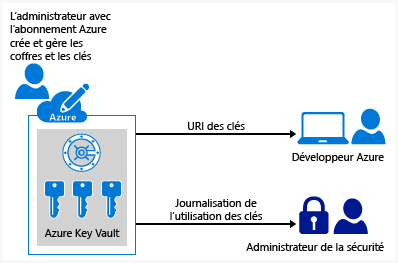 L'administrateur avec
l'abonnement Azure
crée et gère les
coffres et les clés
Azure
URI des clés
Développeur Azure
Journalisation de
l'utilisation des clés
Azure Key Vault
Administrateur de la sécurité